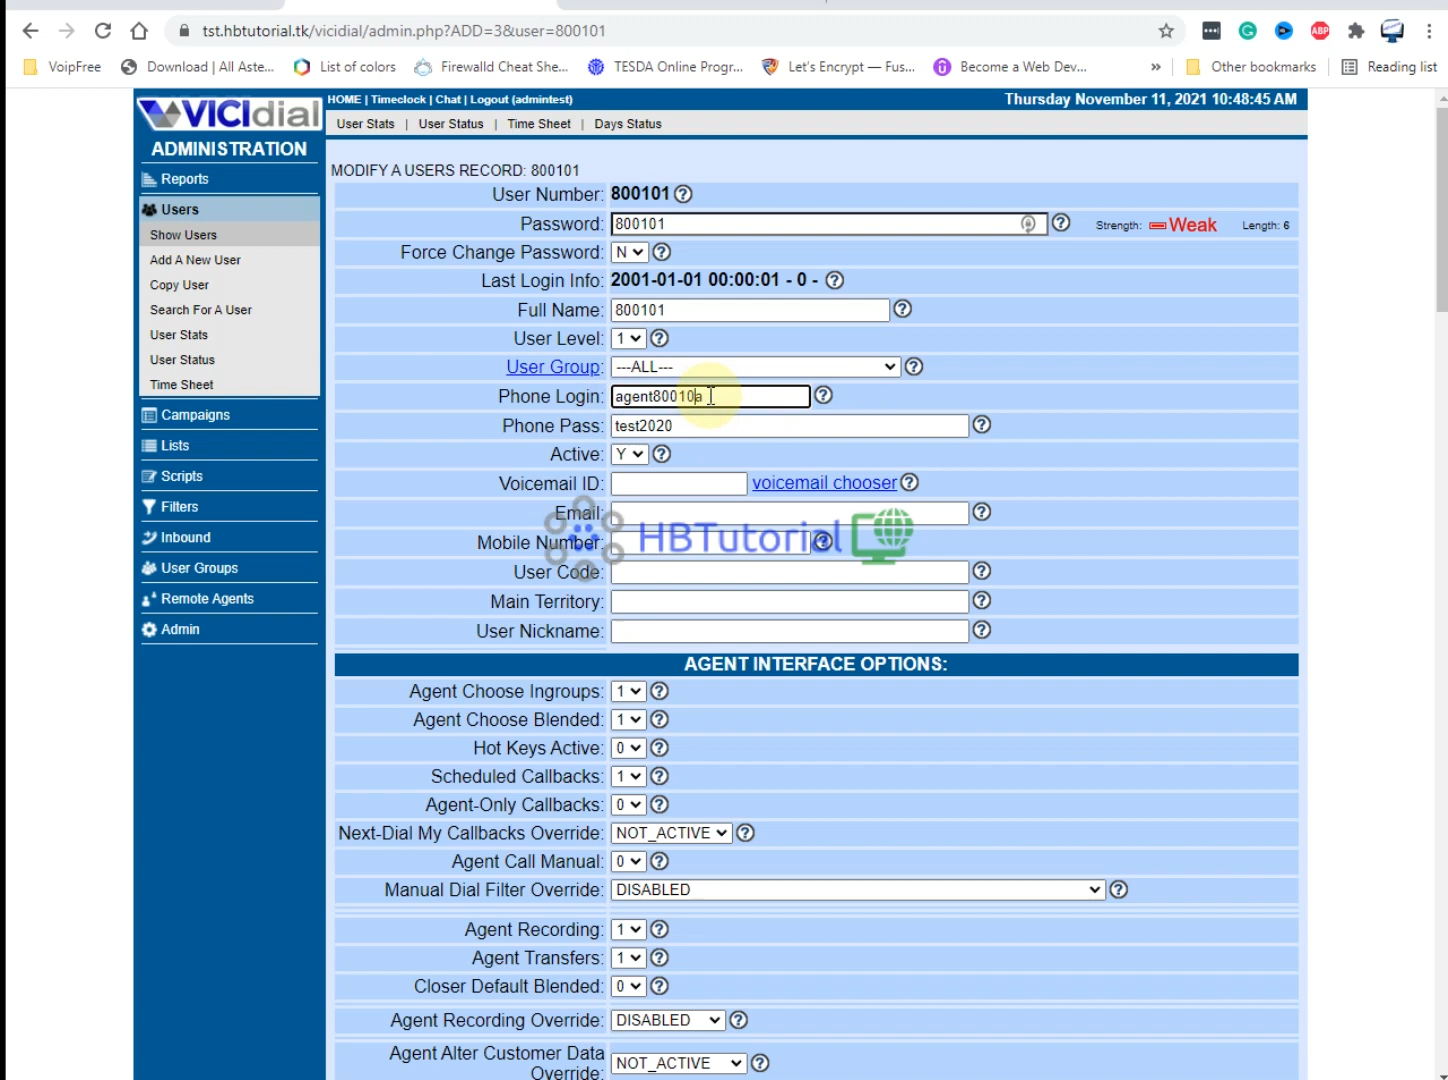 tst.hbtutorial.tk/vicidial/admin.php?ADD=3&user=800101
ABP
VoipFree
Download | All Aste...
List of colors
Firewalld Cheat She...
TESDA Online Progr...
Let's Encrypt — Fus...
Become a Web Dev...
»
Other bookmarks
Reading list
VICIdial
HOME | Timeclock | Chat | Logout (admintest)
Thursday November 11, 2021 10:48:45 AM
User Stats | User Status | Time Sheet | Days Status
ADMINISTRATION
Reports
Users
Show Users
Add A New User
Copy User
Search For A User
User Stats
User Status
Time Sheet
Campaigns
Lists
Scripts
Filters
Inbound
User Groups
Remote Agents
Admin
MODIFY A USERS RECORD: 800101
User Number: 800101
Password: 800101 Strength: Weak Length: 6
Force Change Password: N
Last Login Info: 2001-01-01 00:00:01 - 0 -
Full Name: 800101
User Level: 1
User Group: ---ALL---
Phone Login: agent80010a
Phone Pass: test2020
Active: Y
Voicemail ID: voicemail chooser
Email:
HBTutorial
Mobile Number:
User Code:
Main Territory:
User Nickname:
AGENT INTERFACE OPTIONS:
Agent Choose Ingroups: 1
Agent Choose Blended: 1
Hot Keys Active: 0
Scheduled Callbacks: 1
Agent-Only Callbacks: 0
Next-Dial My Callbacks Override: NOT_ACTIVE
Agent Call Manual: 0
Manual Dial Filter Override: DISABLED
Agent Recording: 1
Agent Transfers: 1
Closer Default Blended: 0
Agent Recording Override: DISABLED
Agent Alter Customer Data
Override: NOT_ACTIVE